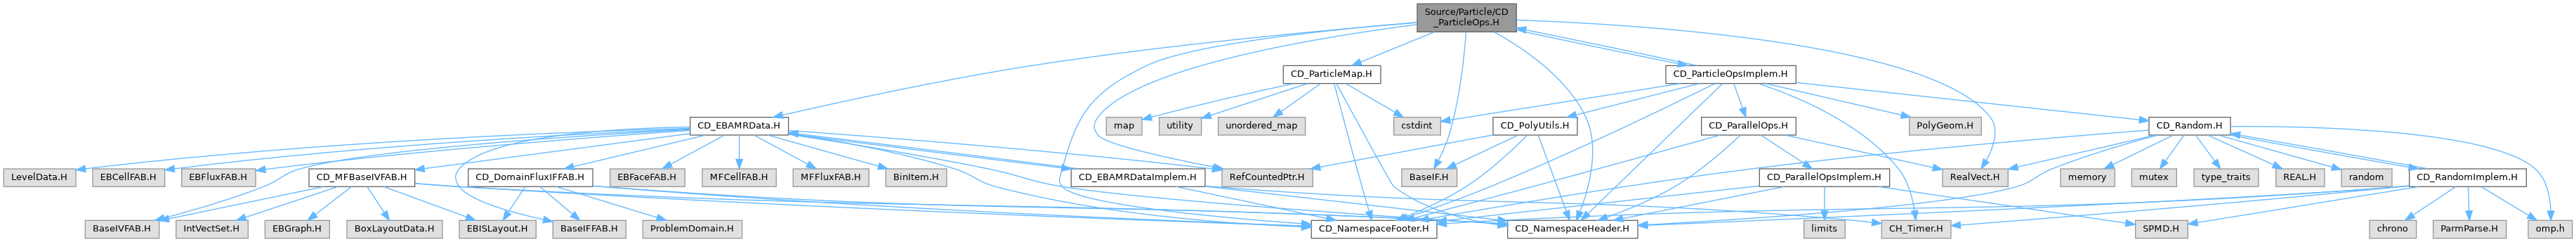 Source/Particle/CD
_ParticleOps.H
CD_ParticleMap.H
CD_ParticleOpsImplem.H
CD_EBAMRData.H
map
utility
unordered_map
cstdint
CD_PolyUtils.H
CD_ParallelOps.H
PolyGeom.H
CD_Random.H
LevelData.H
EBCellFAB.H
EBFluxFAB.H
CD_MFBaseIVFAB.H
CD_DomainFluxIFFAB.H
EBFaceFAB.H
MFCellFAB.H
MFFluxFAB.H
BinItem.H
CD_EBAMRDataImplem.H
RefCountedPtr.H
BaseIF.H
CD_ParallelOpsImplem.H
RealVect.H
memory
mutex
type_traits
REAL.H
random
CD_RandomImplem.H
BaseIVFAB.H
IntVectSet.H
EBGraph.H
BoxLayoutData.H
EBISLayout.H
BaseIFFAB.H
ProblemDomain.H
CD_NamespaceFooter.H
CD_NamespaceHeader.H
limits
CH_Timer.H
SPMD.H
chrono
ParmParse.H
omp.h